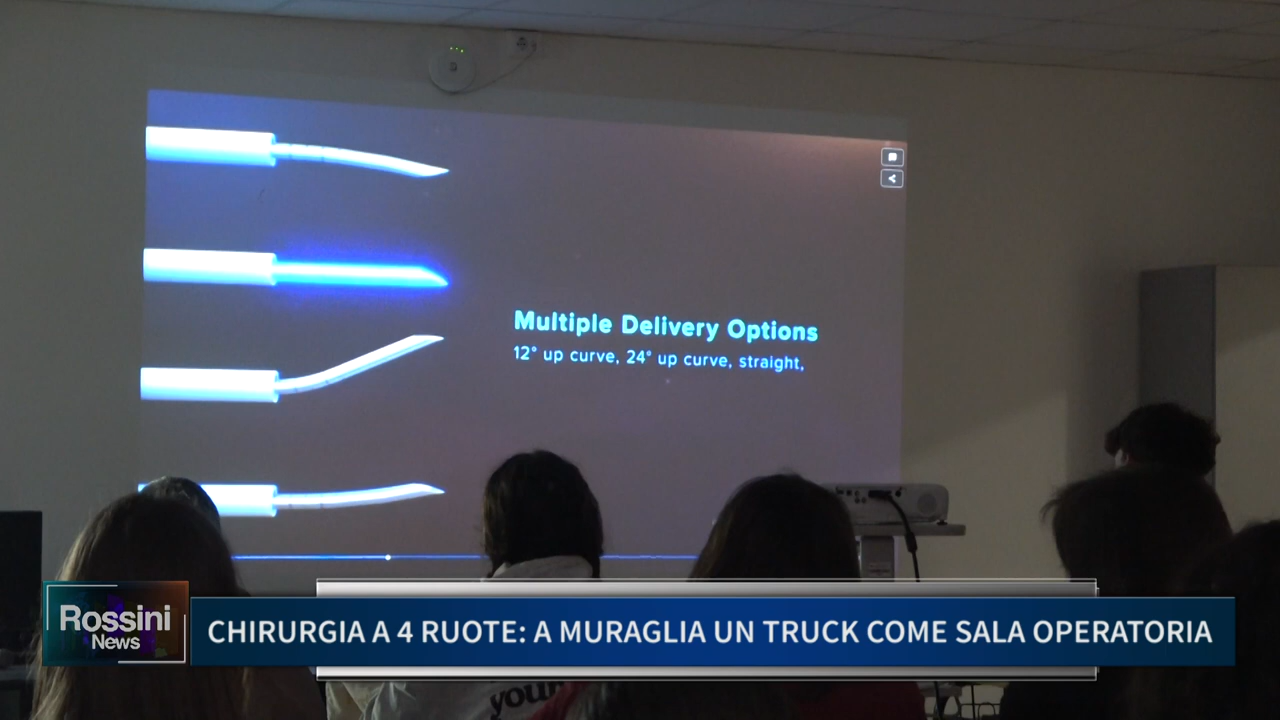 Multiple Delivery Options
12° up curve, 24° up curve, straight,
Rossini
News
CHIRURGIA A 4 RUOTE: A MURAGLIA UN TRUCK COME SALA OPERATORIA
your